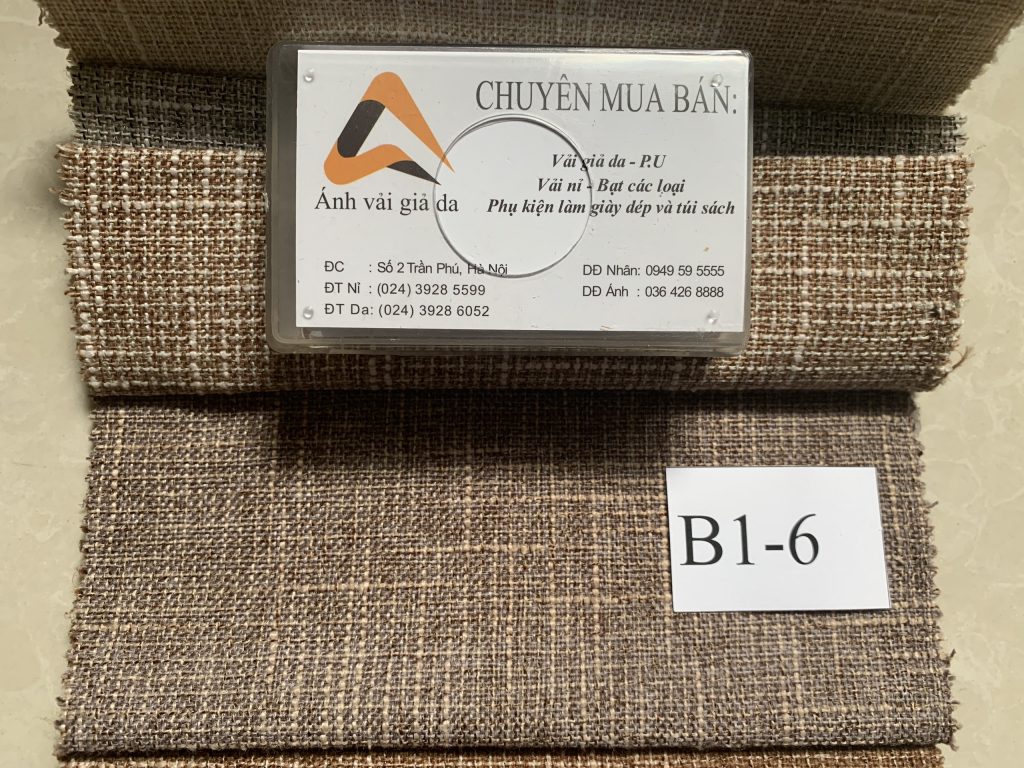 CHUYÊN MUA BÁN:
Vải giả da - P.U
Vải nỉ - Bạt các loại
Phụ kiện làm giày dép và túi sách
Ánh vải giả da
ĐC : Số 2 Trần Phú, Hà Nội
ĐT Nỉ : (024) 3928 5599
ĐT Da: (024) 3928 6052
DĐ Nhân: 0949 59 5555
DĐ Ánh : 036 426 8888
B1-6